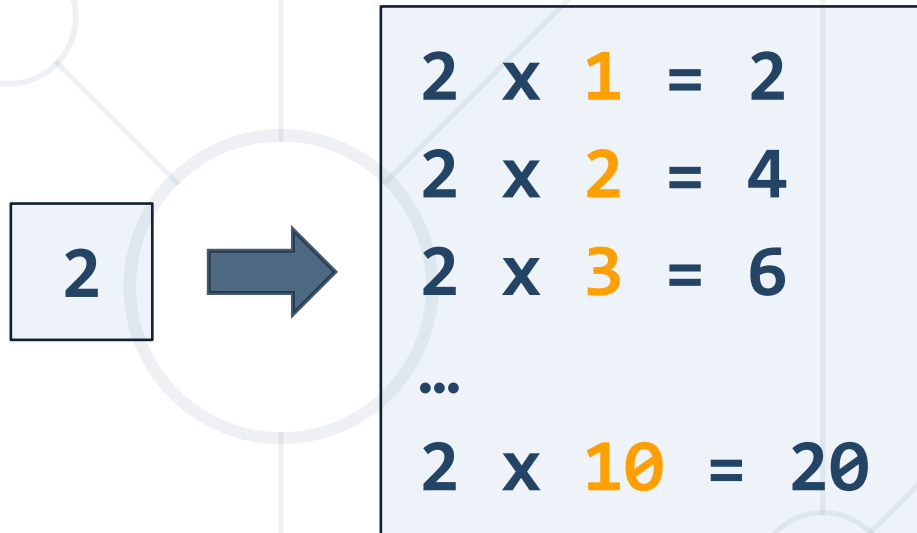 2
2 x 1 = 2
2 x 2 = 4
2 x 3 = 6
…
2 x 10 = 20